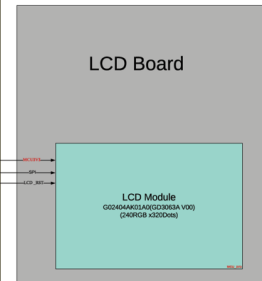 LCD Board
SPI
LCD_RST
LCD Module
G02404AK01A0(GD3063A V00)
(240RGB x320Dots)